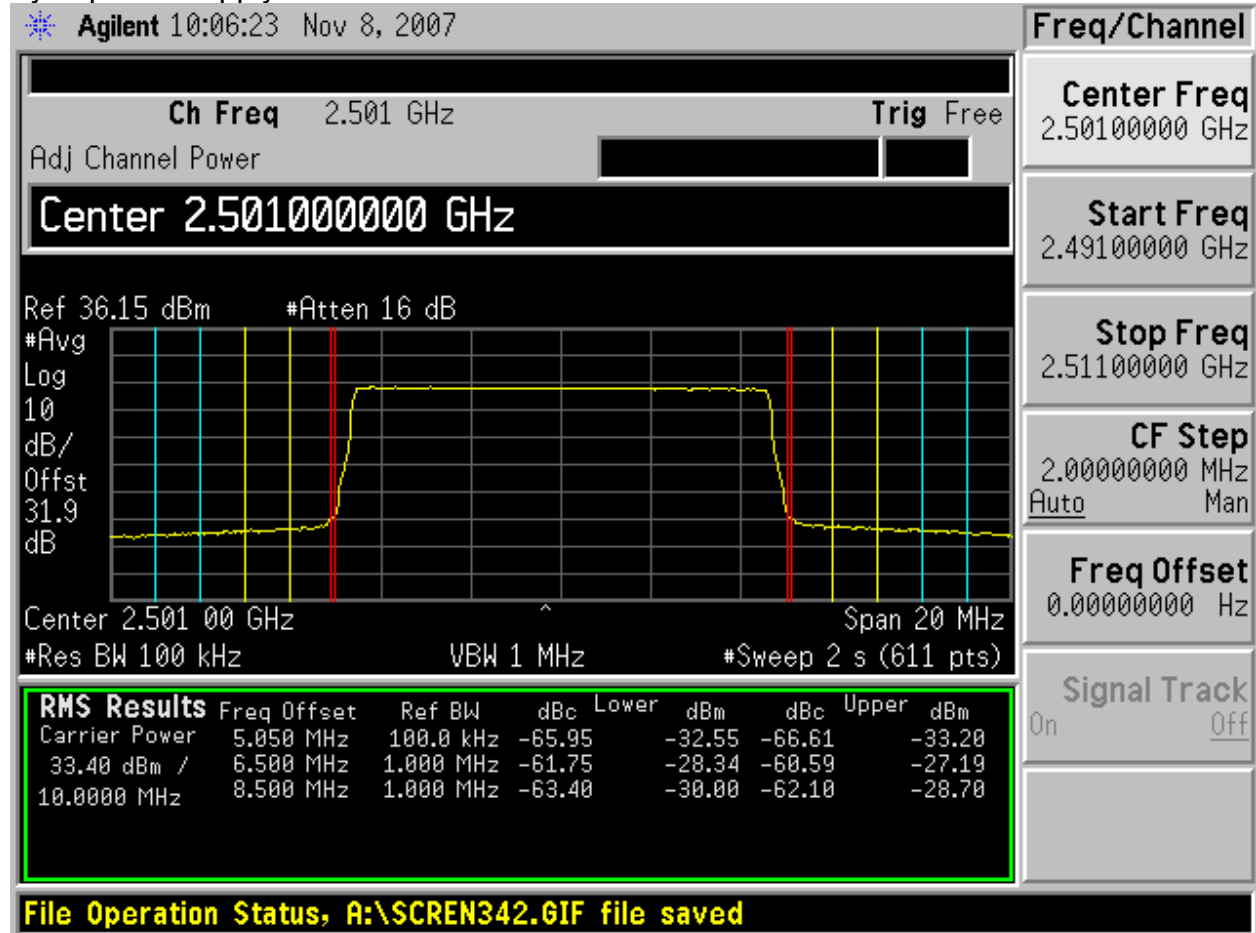 Agilent 10:06:23 Nov 8, 2007
Freq/Channel
Ch Freq 2.501 GHz Trig Free
Adj Channel Power
Center 2.501000000 GHz
Ref 36.15 dBm #Atten 16 dB
#Avg
Log
10
dB/
Offst
31.9
dB
Center 2.501 00 GHz Span 20 MHz
#Res BW 100 kHz VBW 1 MHz #Sweep 2 s (611 pts)
RMS Results Freq Offset Ref BW dBc Lower dBm dBc Upper dBm
Carrier Power 5.050 MHz 100.0 kHz -65.95 -32.55 -66.61 -33.20
33.40 dBm / 6.500 MHz 1.000 MHz -61.75 -28.34 -60.59 -27.19
10.0000 MHz 8.500 MHz 1.000 MHz -63.40 -30.00 -62.10 -28.70
Center Freq
2.50100000 GHz
Start Freq
2.49100000 GHz
Stop Freq
2.51100000 GHz
CF Step
2.00000000 MHz
Auto Man
Freq Offset
0.00000000 Hz
Signal Track
On Off
File Operation Status, A:\SCREN342.GIF file saved